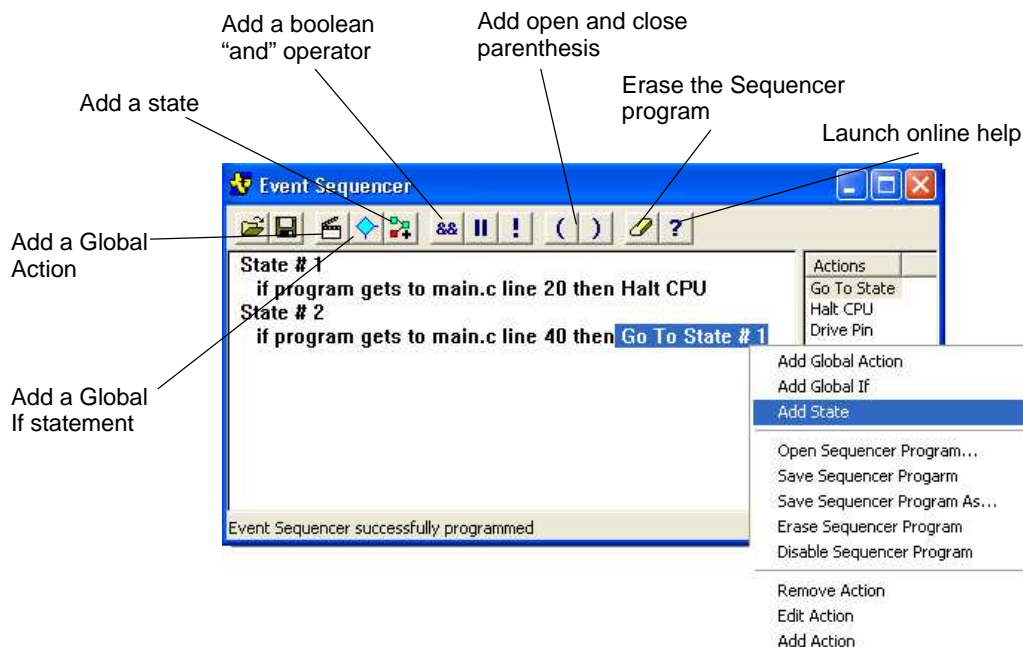 Add a boolean
“and” operator
Add open and close
parenthesis
Erase the Sequencer
program
Add a state
Launch online help
Event Sequencer
&& !  ( )  ?
Add a Global
Action
State # 1
if program gets to main.c line 20 then Halt CPU
State # 2
if program gets to main.c line 40 then Go To State # 1
Actions
Go To State
Halt CPU
Drive Pin
Add a Global
If statement
Add Global Action
Add Global If
Add State
Open Sequencer Program...
Save Sequencer Progarm
Save Sequencer Program As...
Erase Sequencer Program
Disable Sequencer Program
Remove Action
Edit Action
Add Action
Event Sequencer successfully programmed